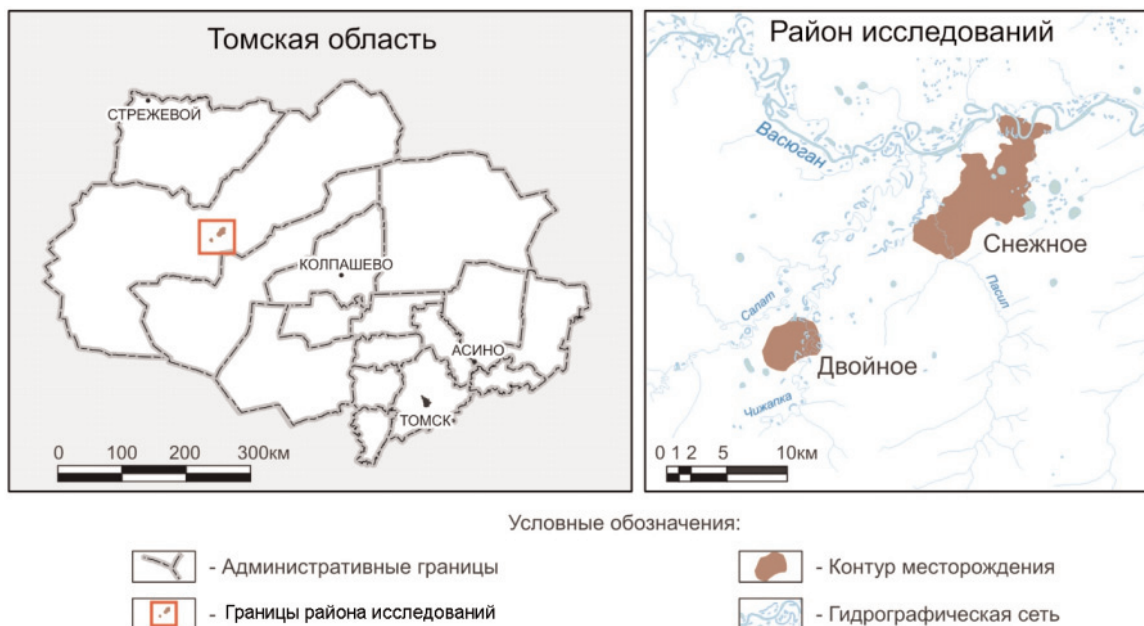 Томская область
СТРЕЖЕВОЙ
КОЛПАШЕВО
АСИНО
ТОМСК
0 100 200 300км
Район исследований
Васюган
Снежное
Пасил
Салат
Двойное
Чижапка
0 1 2 5 10км
Условные обозначения:
- Административные границы
- Контур месторождения
- Границы района исследований
- Гидрографическая сеть